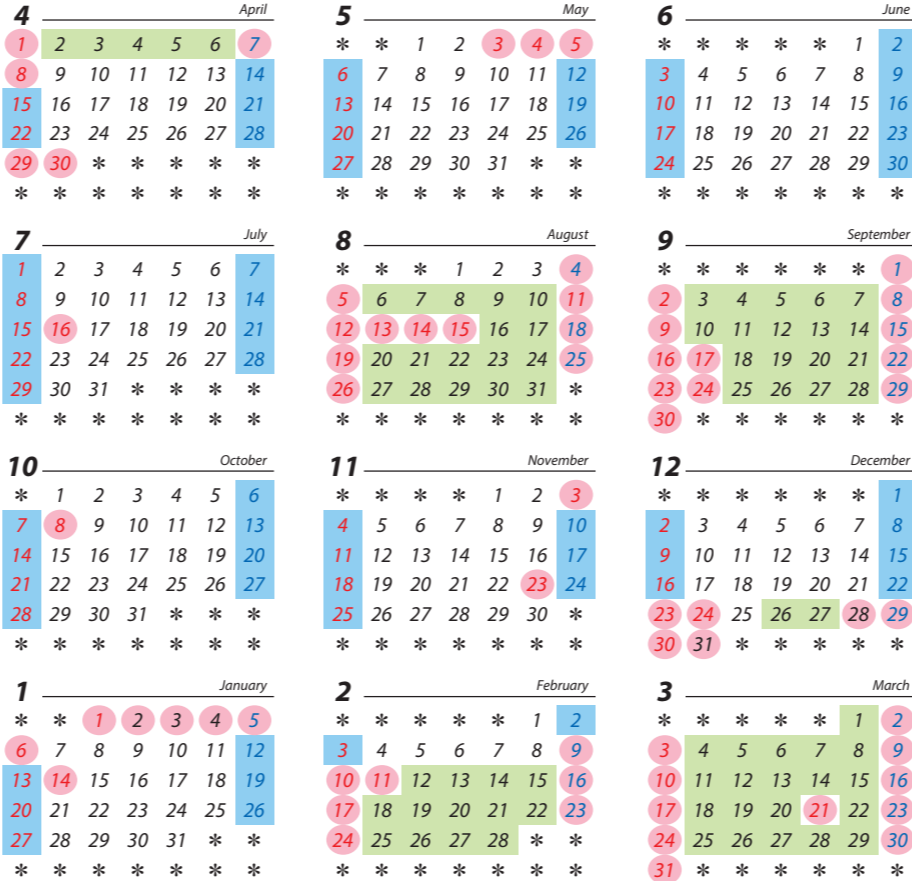 4 April
1 2 3 4 5 6 7
8 9 10 11 12 13 14
15 16 17 18 19 20 21
22 23 24 25 26 27 28
29 30 * * * * *
* * * * * * *
5 May
* * 1 2 3 4 5
6 7 8 9 10 11 12
13 14 15 16 17 18 19
20 21 22 23 24 25 26
27 28 29 30 31 * *
* * * * * * *
6 June
* * * * * 1 2
3 4 5 6 7 8 9
10 11 12 13 14 15 16
17 18 19 20 21 22 23
24 25 26 27 28 29 30
* * * * * * *
7 July
1 2 3 4 5 6 7
8 9 10 11 12 13 14
15 16 17 18 19 20 21
22 23 24 25 26 27 28
29 30 31 * * * *
* * * * * * *
8 August
* * * 1 2 3 4
5 6 7 8 9 10 11
12 13 14 15 16 17 18
19 20 21 22 23 24 25
26 27 28 29 30 31 *
* * * * * * *
9 September
* * * * * * 1
2 3 4 5 6 7 8
9 10 11 12 13 14 15
16 17 18 19 20 21 22
23 24 25 26 27 28 29
30 * * * * * *
10 October
* 1 2 3 4 5 6
7 8 9 10 11 12 13
14 15 16 17 18 19 20
21 22 23 24 25 26 27
28 29 30 31 * * *
* * * * * * *
11 November
* * * * 1 2 3
4 5 6 7 8 9 10
11 12 13 14 15 16 17
18 19 20 21 22 23 24
25 26 27 28 29 30 *
* * * * * * *
12 December
* * * * * * 1
2 3 4 5 6 7 8
9 10 11 12 13 14 15
16 17 18 19 20 21 22
23 24 25 26 27 28 29
30 31 * * * * *
1 January
* * 1 2 3 4 5
6 7 8 9 10 11 12
13 14 15 16 17 18 19
20 21 22 23 24 25 26
27 28 29 30 31 * *
* * * * * * *
2 February
* * * * * 1 2
3 4 5 6 7 8 9
10 11 12 13 14 15 16
17 18 19 20 21 22 23
24 25 26 27 28 * *
* * * * * * *
3 March
* * * * * 1 2
3 4 5 6 7 8 9
10 11 12 13 14 15 16
17 18 19 20 21 22 23
24 25 26 27 28 29 30
31 * * * * * *